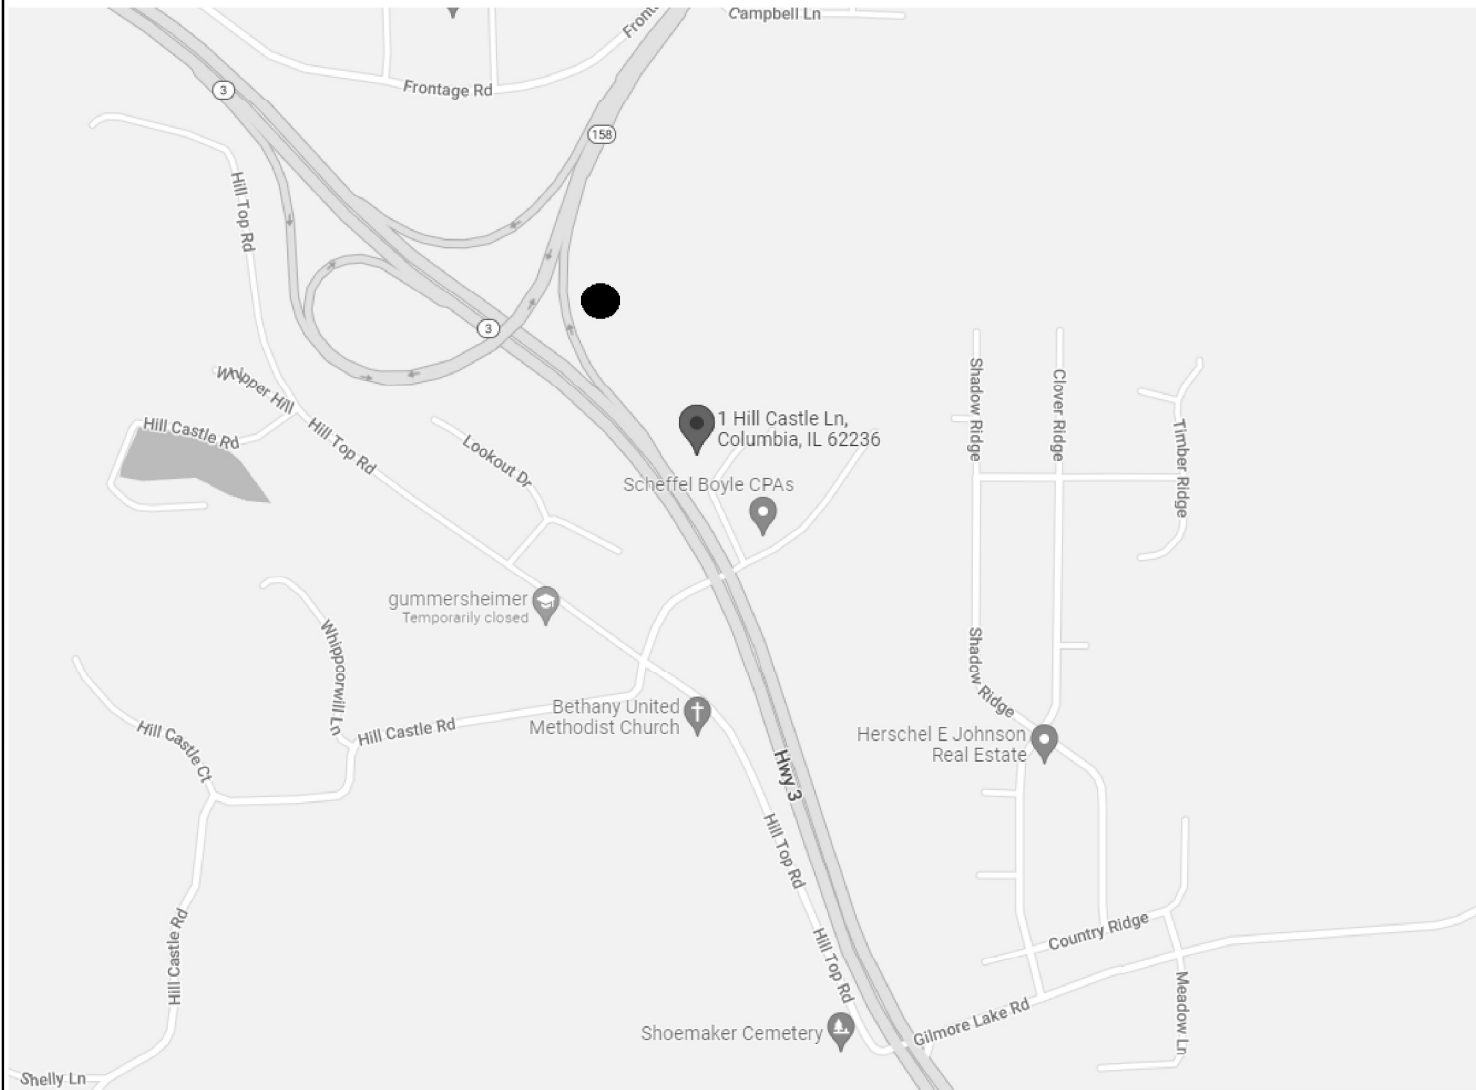 Campbell Ln
Front
Frontage Rd
3
158
Hill Top Rd
3
Whipper Hill
Hill Castle Rd
Hill Top Rd
Lookout Dr
1 Hill Castle Ln,
Columbia, IL 62236
Scheffel Boyle CPAs
Shadow Ridge
Clover Ridge
Timber Ridge
gummersheimer
Temporarily closed
Whippoorwill Ln
Shadow Ridge
Bethany United
Methodist Church
Hill Castle Rd
Hill Castle Ct
Herschel E Johnson
Real Estate
Hwy 3
Hill Top Rd
Hill Castle Rd
Hill Top Rd
Country Ridge
Meadow Ln
Gilmore Lake Rd
Shoemaker Cemetery
Shelly Ln